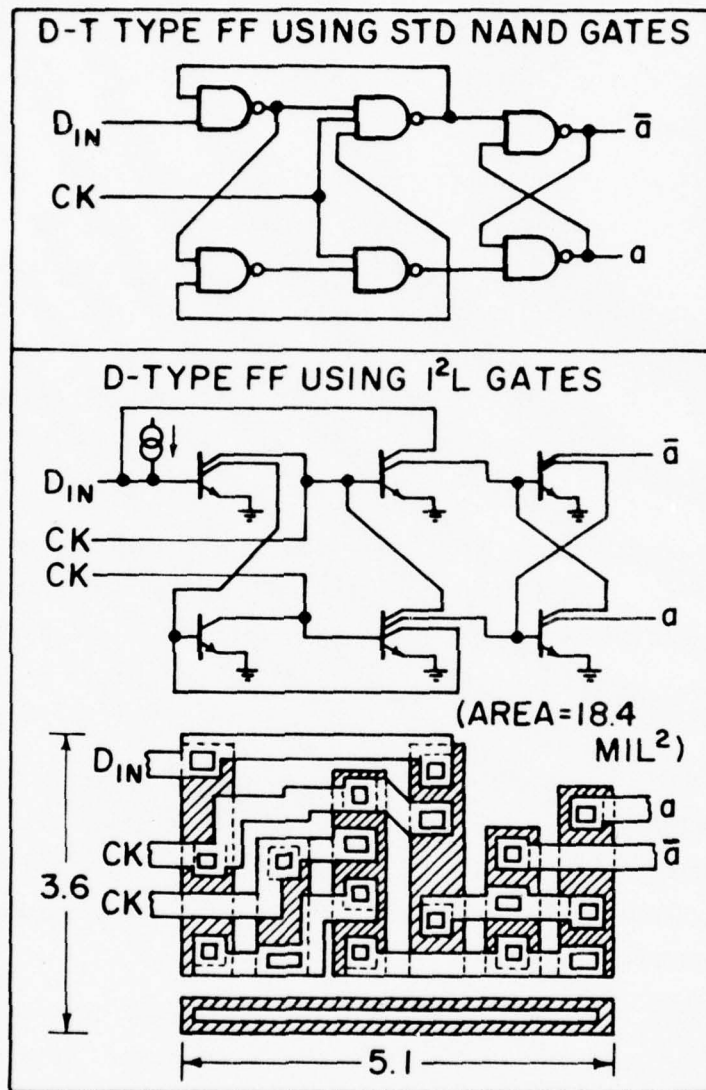 D-T TYPE FF USING STD NAND GATES
D_IN
ā
CK
a
D-TYPE FF USING I²L GATES
D_IN
ā
CK
CK
a
(AREA=18.4
MIL²)
D_IN
a
CK
ā
3.6
CK
5.1